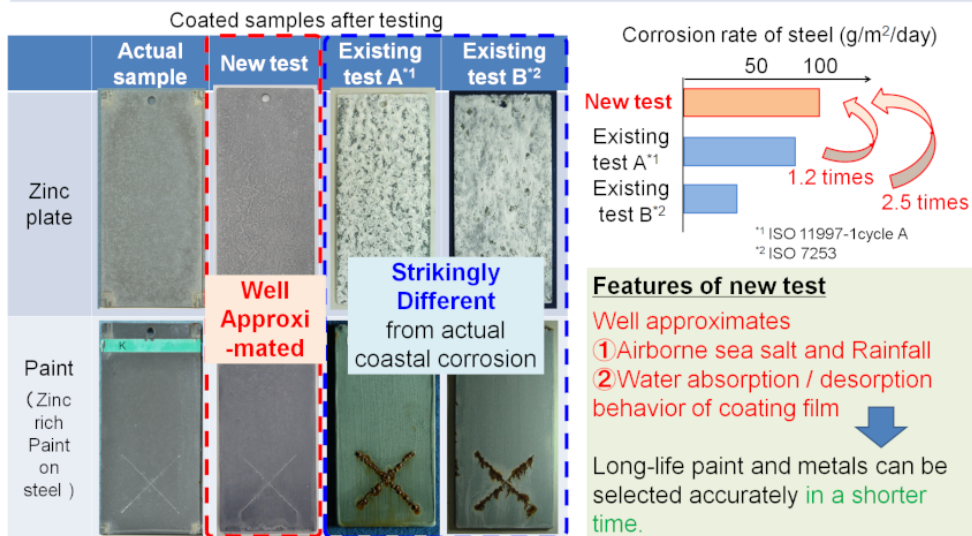 Coated samples after testing
Actual sample
New test
Existing test A*1
Existing test B*2
Zinc plate
Well
Approxi
-mated
Strikingly
Different
from actual
coastal corrosion
K
Paint
(Zinc
rich
Paint
on
steel)
Corrosion rate of steel (g/m²/day)
50 100
New test
Existing
test A*1
Existing
test B*2
1.2 times
2.5 times
*1 ISO 11997-1cycle A
*2 ISO 7253
Features of new test
Well approximates
①Airborne sea salt and Rainfall
②Water absorption / desorption
behavior of coating film
Long-life paint and metals can be
selected accurately in a shorter
time.